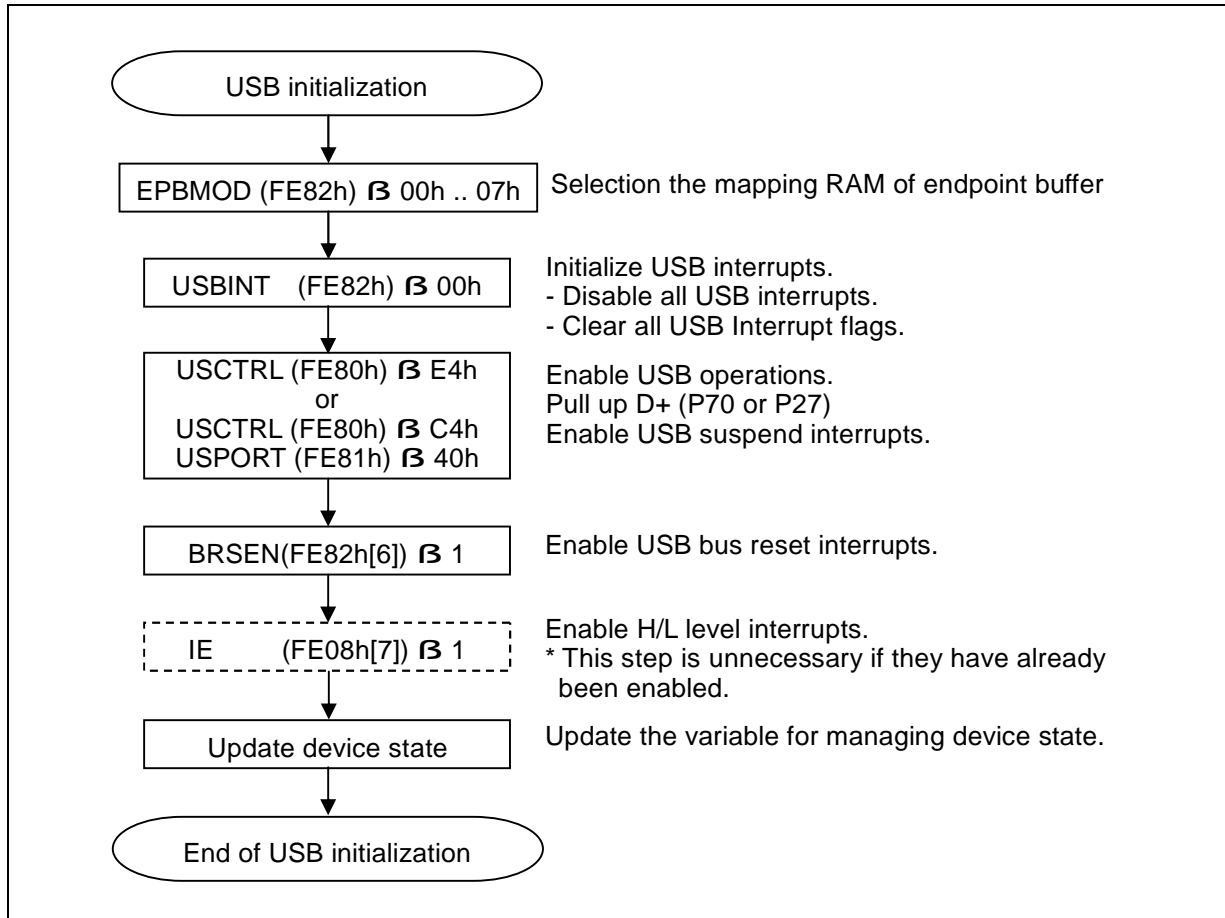 USB initialization
EPBMOD (FE82h) ß 00h .. 07h
Selection the mapping RAM of endpoint buffer
USBINT (FE82h) ß 00h
Initialize USB interrupts.
- Disable all USB interrupts.
- Clear all USB Interrupt flags.
USCTRL (FE80h) ß E4h
or
USCTRL (FE80h) ß C4h
USPORT (FE81h) ß 40h
Enable USB operations.
Pull up D+ (P70 or P27)
Enable USB suspend interrupts.
BRSEN(FE82h[6]) ß 1
Enable USB bus reset interrupts.
IE (FE08h[7]) ß 1
Enable H/L level interrupts.
* This step is unnecessary if they have already
been enabled.
Update device state
Update the variable for managing device state.
End of USB initialization